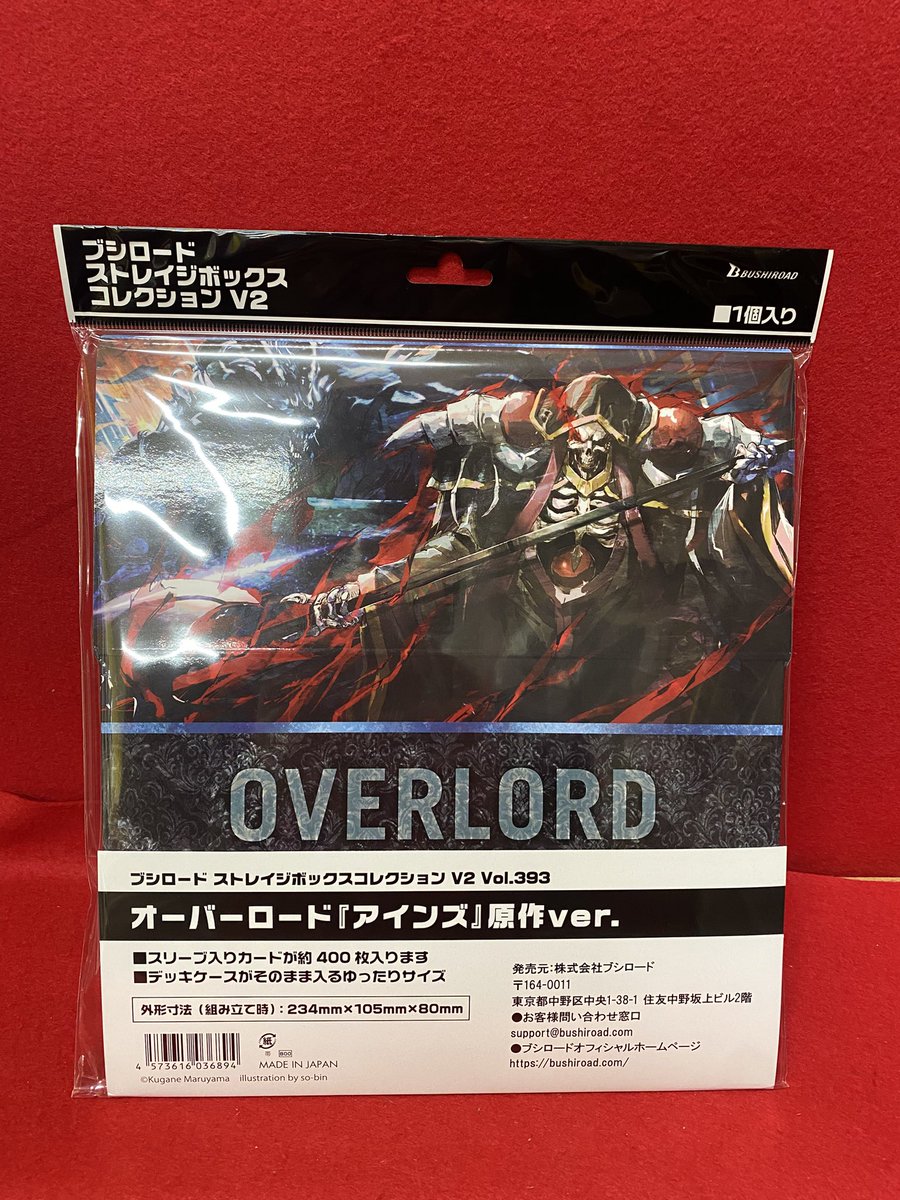 ブシロード
ストレイジボックス
コレクション V2
BUSHIROAD
■1個入り
OVERLORD
ブシロード ストレイジボックスコレクション V2 Vol.393
オーバーロード『アインズ』原作ver.
■スリーブ入りカードが約400枚入ります
■デッキケースがそのまま入るゆったりサイズ
外形寸法（組み立て時）：234mm×105mm×80mm
発売元：株式会社ブシロード
〒164-0011
東京都中野区中央1-38-1 住友中野坂上ビル2階
●お客様問い合わせ窓口
support@bushiroad.com
●ブシロードオフィシャルホームページ
https://bushiroad.com/
紙
4 573616 036894
MADE IN JAPAN
©Kugane Maruyama illustration by so-bin